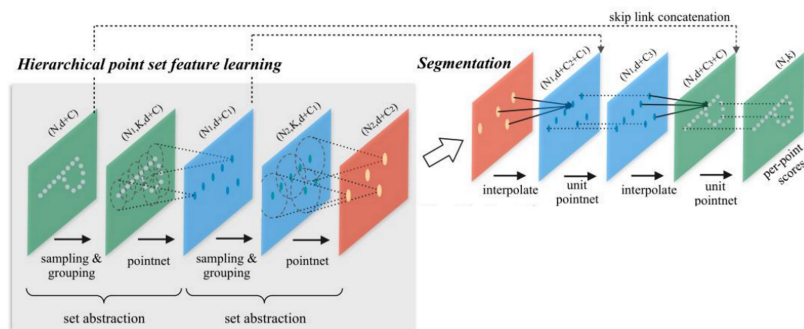 skip link concatenation
Hierarchical point set feature learning
Segmentation
(N,d+C)
(N₁,K,d+C)
(N₁,d+C₁)
(N₂,K,d+C₁)
(N₂,d+C₂)
(N₁,d+C₂+C₁)
(N₁,d+C₃)
(N,d+C₃+C)
(N,k)
per-point
scores
interpolate
unit
pointnet
interpolate
unit
pointnet
sampling &
grouping
pointnet
sampling &
grouping
pointnet
set abstraction
set abstraction